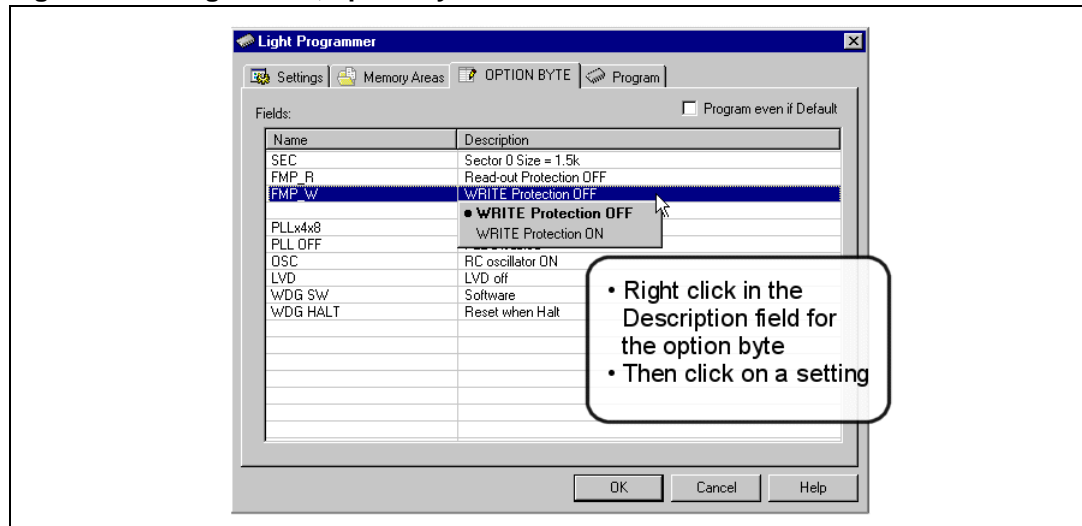 Light Programmer
Settings Memory Areas OPTION BYTE Program
Fields: Program even if Default
Name Description
SEC Sector 0 Size = 1.5k
FMP_R Read-out Protection OFF
FMP_W WRITE Protection OFF
• WRITE Protection OFF
PLLx4x8 WRITE Protection ON
PLL OFF
OSC RC oscillator ON
LVD LVD off
WDG SW Software
WDG HALT Reset when Halt
• Right click in the
Description field for
the option byte
• Then click on a setting
OK Cancel Help